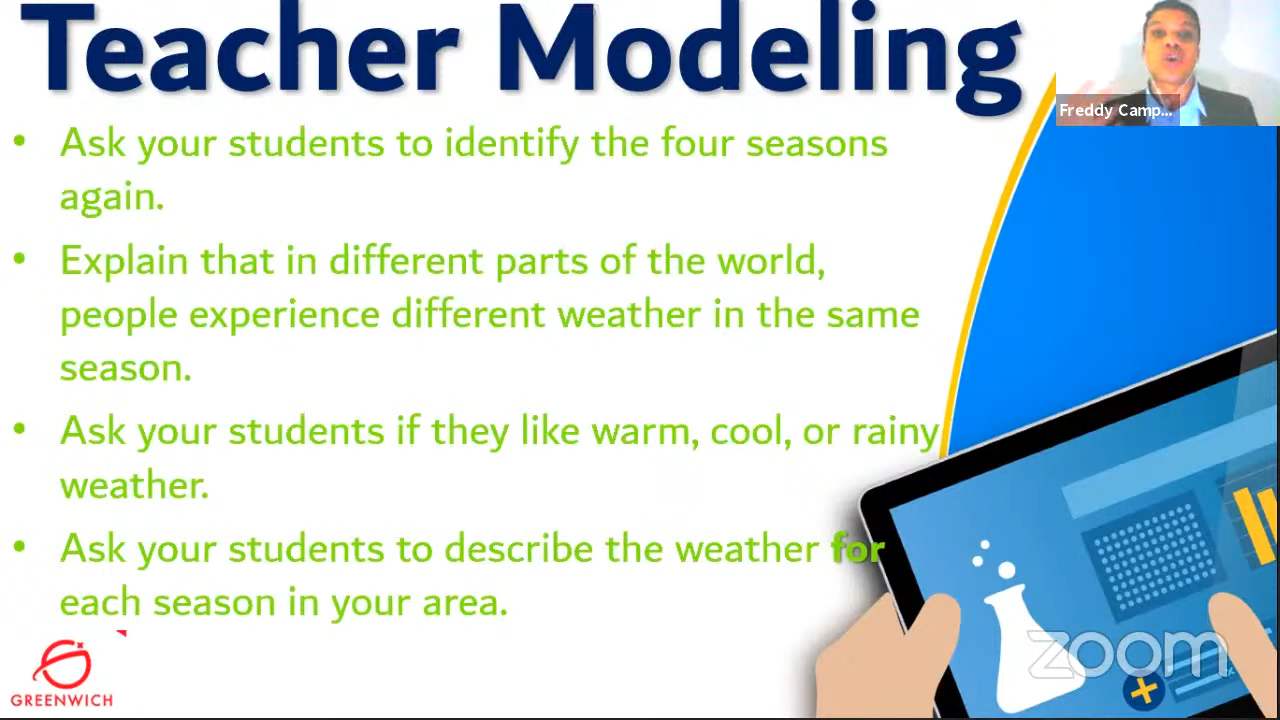 Teacher Modeling
Freddy Camp...
• Ask your students to identify the four seasons
again.
• Explain that in different parts of the world,
people experience different weather in the same
season.
• Ask your students if they like warm, cool, or rainy
weather.
• Ask your students to describe the weather for
each season in your area.
GREENWICH
zoom